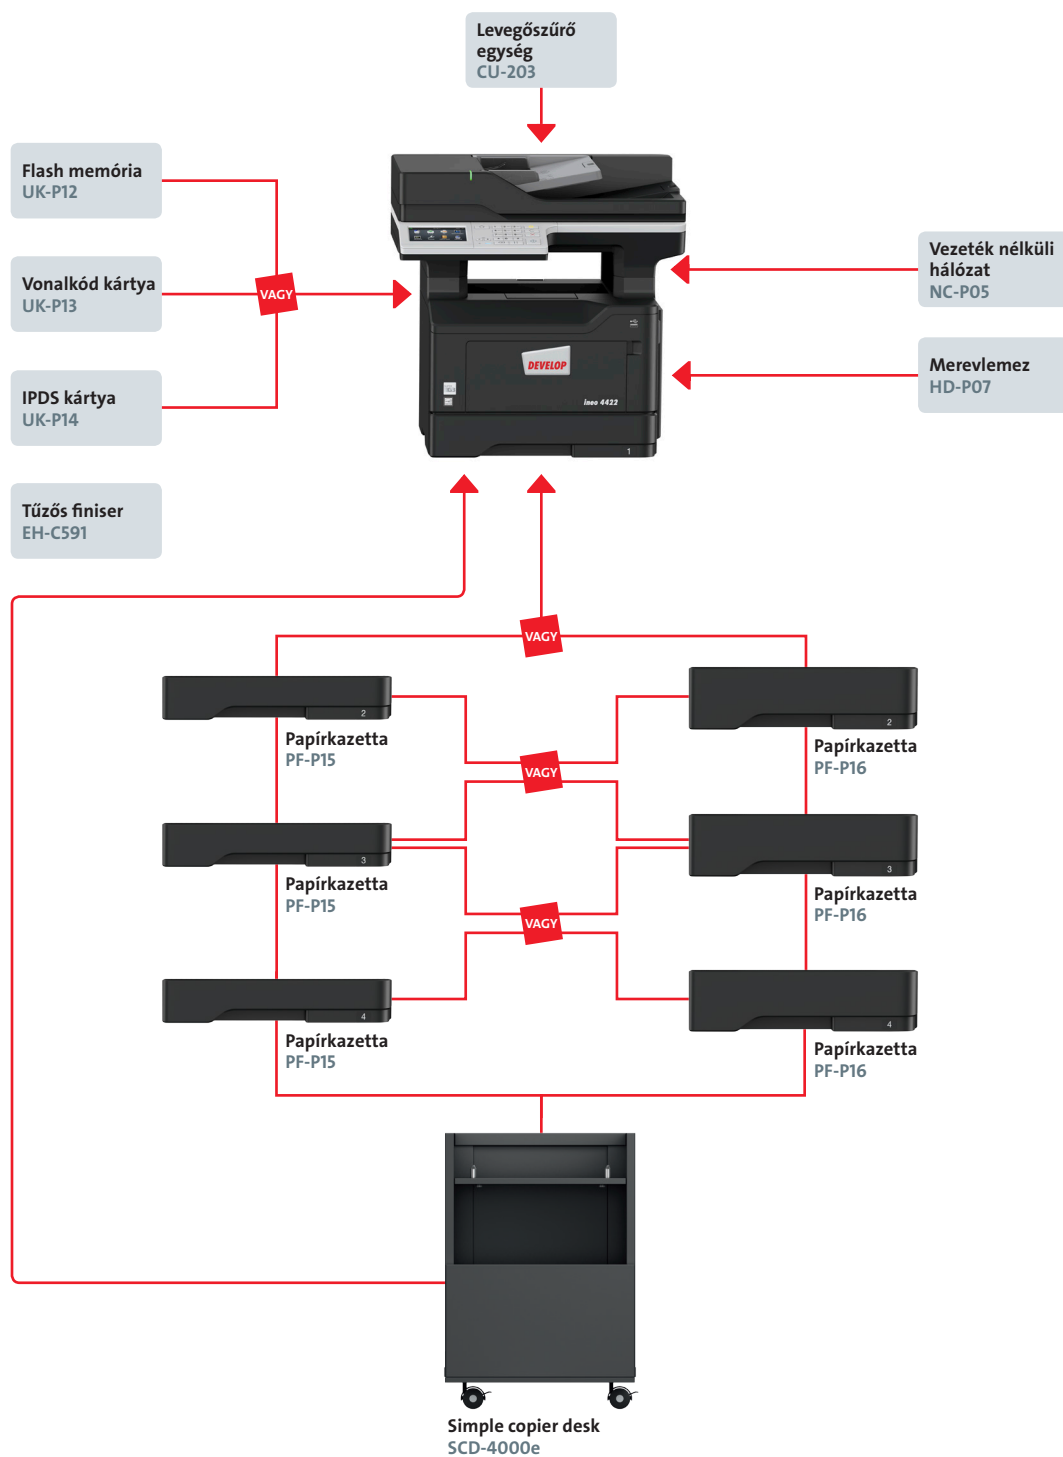 Levegőszűrő
egység
CU-203
Flash memória
UK-P12
Vonalkód kártya
UK-P13
VAGY
IPDS kártya
UK-P14
Vezeték nélküli
hálózat
NC-P05
Merevlemez
HD-P07
DEVELOP
ineo 4422
1
Tűzős finiser
EH-C591
VAGY
2
Papírkazetta
PF-P15
2
Papírkazetta
PF-P16
VAGY
3
Papírkazetta
PF-P15
3
Papírkazetta
PF-P16
VAGY
4
Papírkazetta
PF-P15
4
Papírkazetta
PF-P16
Simple copier desk
SCD-4000e